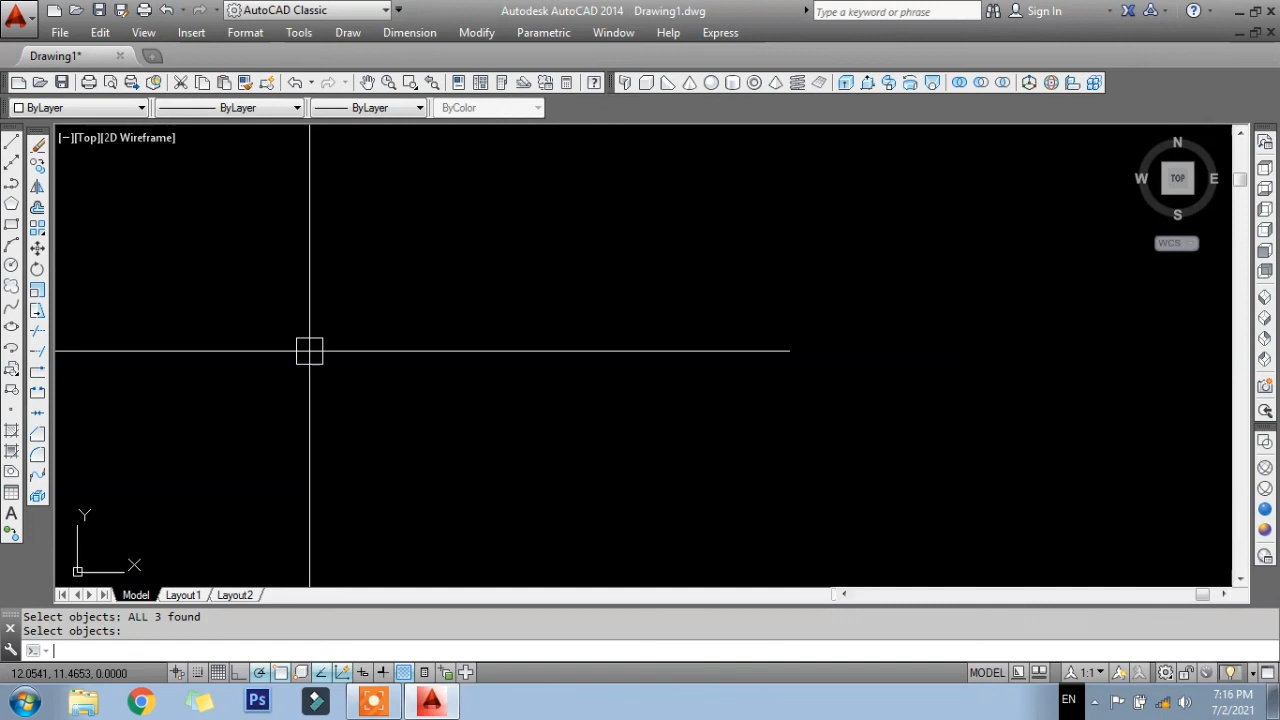 AutoCAD Classic
Autodesk AutoCAD 2014 Drawing1.dwg
Type a keyword or phrase
Sign In
File Edit View Insert Format Tools Draw Dimension Modify Parametric Window Help Express
Drawing1*
ByLayer ByLayer ByLayer ByColor
[−][Top][2D Wireframe]
N
W TOP E
S
WCS
Y
X
Model Layout1 Layout2
Select objects: ALL 3 found
Select objects:
12.0541, 11.4653, 0.0000
MODEL
1:1
Ps
EN
7:16 PM
7/2/2021